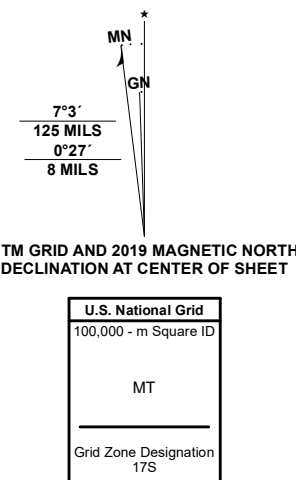 ★
MN
GN
7°3´
125 MILS
0°27´
8 MILS
TM GRID AND 2019 MAGNETIC NORTH
DECLINATION AT CENTER OF SHEET
U.S. National Grid
100,000 - m Square ID
MT
Grid Zone Designation
17S